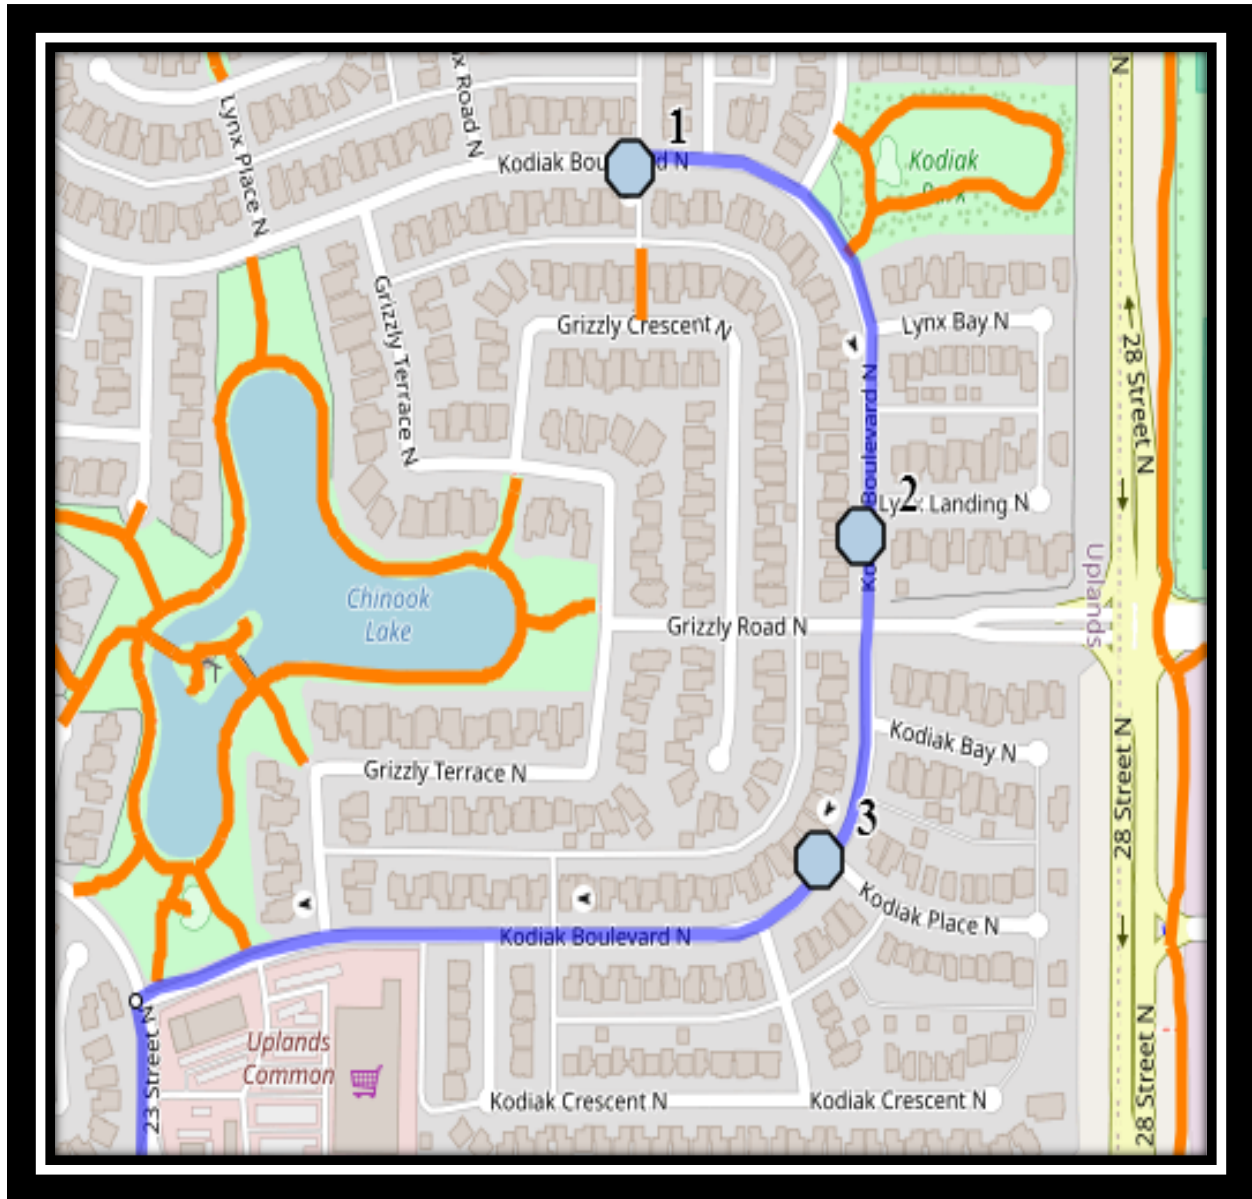 Lynx Place N
x Road N
N
1
Kodiak Bou d N
Kodiak
Grizzly Terrace N
Grizzly Crescent N
Lynx Bay N
28 Street N
Boulevard N
2
Landing N
Chinook
Lake
Uplands
Grizzly Road N
Kodiak Bay N
28 Street N
Grizzly Terrace N
3
Kodiak Place N
Kodiak Boulevard N
23 Street N
Uplands
Common
28 Street N
Kodiak Crescent N
Kodiak Crescent N